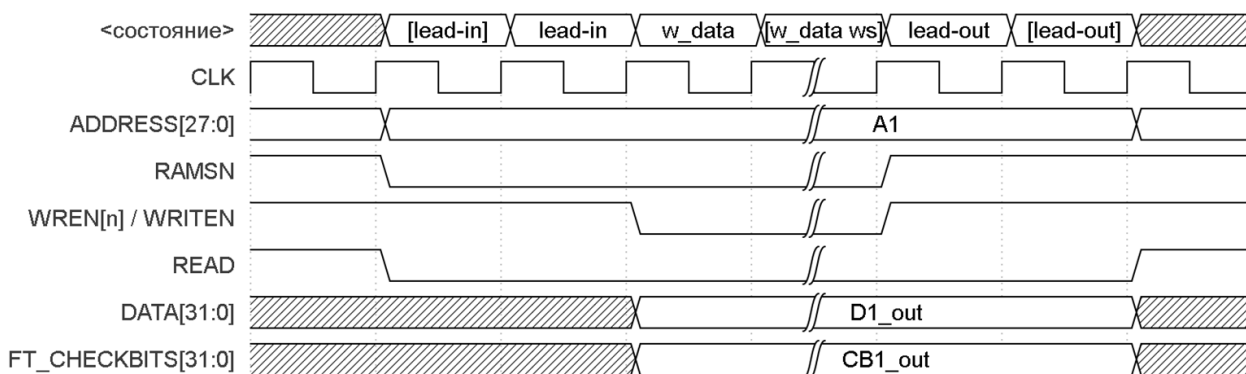 <состояние> [lead-in] lead-in w_data [w_data ws] lead-out [lead-out]
CLK
ADDRESS[27:0] A1
RAMSN
WREN[n] / WRITEN
READ
DATA[31:0] D1_out
FT_CHECKBITS[31:0] CB1_out